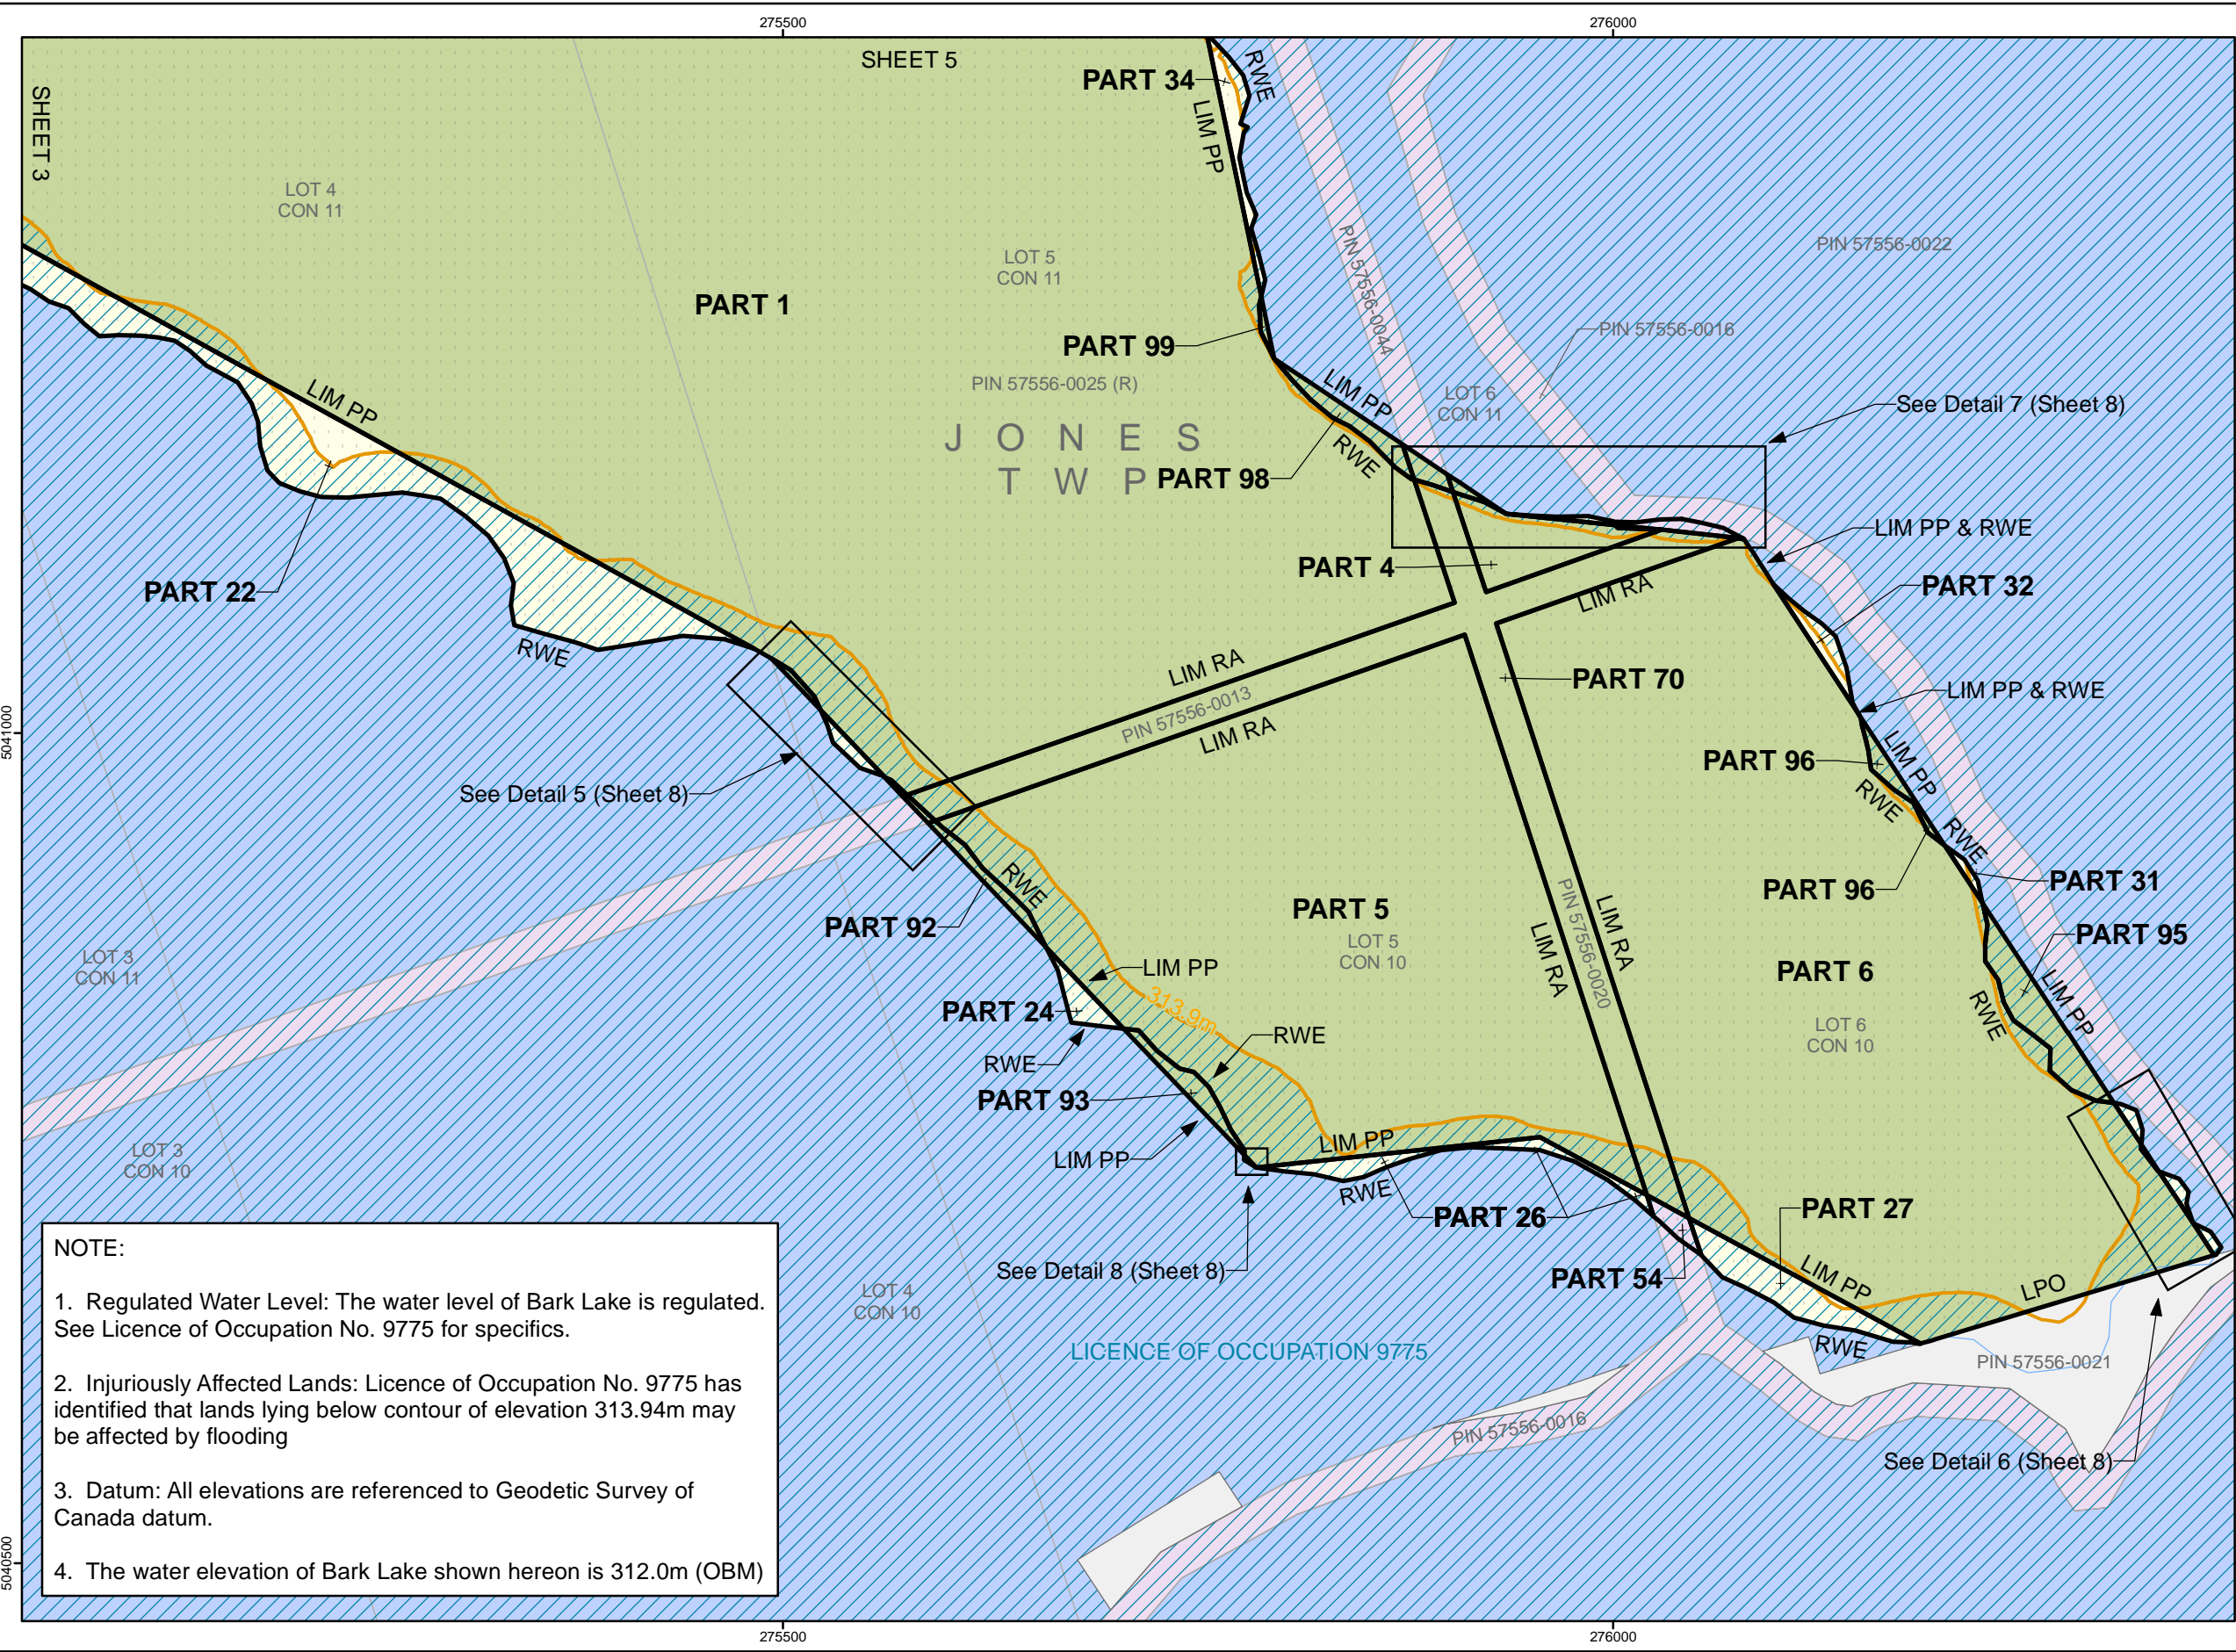 275500
276000
SHEET 5
SHEET 3
PART 34
RWE
LIM PP
LOT 4
CON 11
LOT 5
CON 11
PIN 57556-0022
PIN 57556-0044
PART 1
PIN 57556-0016
PART 99
PIN 57556-0025 (R)
LIM PP
LIM PP
LOT 6
CON 11
See Detail 7 (Sheet 8)
JONES
TWP
RWE
PART 98
LIM PP & RWE
PART 4
PART 32
LIM RA
PART 22
RWE
LIM RA
PART 70
LIM PP & RWE
PIN 57556-0013
LIM RA
5041000
LIM PP
PART 96
See Detail 5 (Sheet 8)
RWE
RWE
RWE
PART 31
PART 96
PART 92
PART 5
LIM RA
PIN 57556-0020
LIM RA
PART 95
LOT 5
CON 10
LOT 3
CON 11
LIM PP
PART 6
313.9m
PART 24
LIM PP
RWE
LOT 6
CON 10
RWE
RWE
PART 93
LIM PP
LIM PP
LOT 3
CON 10
RWE
PART 26
PART 27
See Detail 8 (Sheet 8)
PART 54
LIM PP
LPO
LOT 4
CON 10
LICENCE OF OCCUPATION 9775
RWE
PIN 57556-0021
PIN 57556-0016
See Detail 6 (Sheet 8)
NOTE:
1. Regulated Water Level: The water level of Bark Lake is regulated.
See Licence of Occupation No. 9775 for specifics.
2. Injuriously Affected Lands: Licence of Occupation No. 9775 has
identified that lands lying below contour of elevation 313.94m may
be affected by flooding
3. Datum: All elevations are referenced to Geodetic Survey of
Canada datum.
4. The water elevation of Bark Lake shown hereon is 312.0m (OBM)
5040500
275500
276000